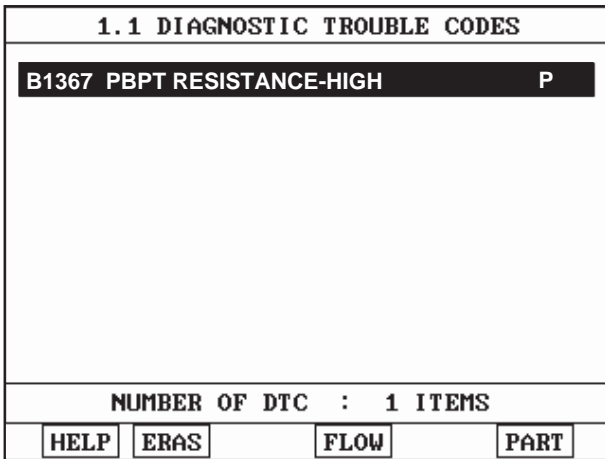 1.1 DIAGNOSTIC TROUBLE CODES
B1367 PBPT RESISTANCE-HIGH P
NUMBER OF DTC : 1 ITEMS
HELP ERAS FLOW PART